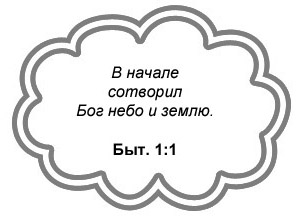 В начале
сотворил
Бог небо и землю.
Быт. 1:1